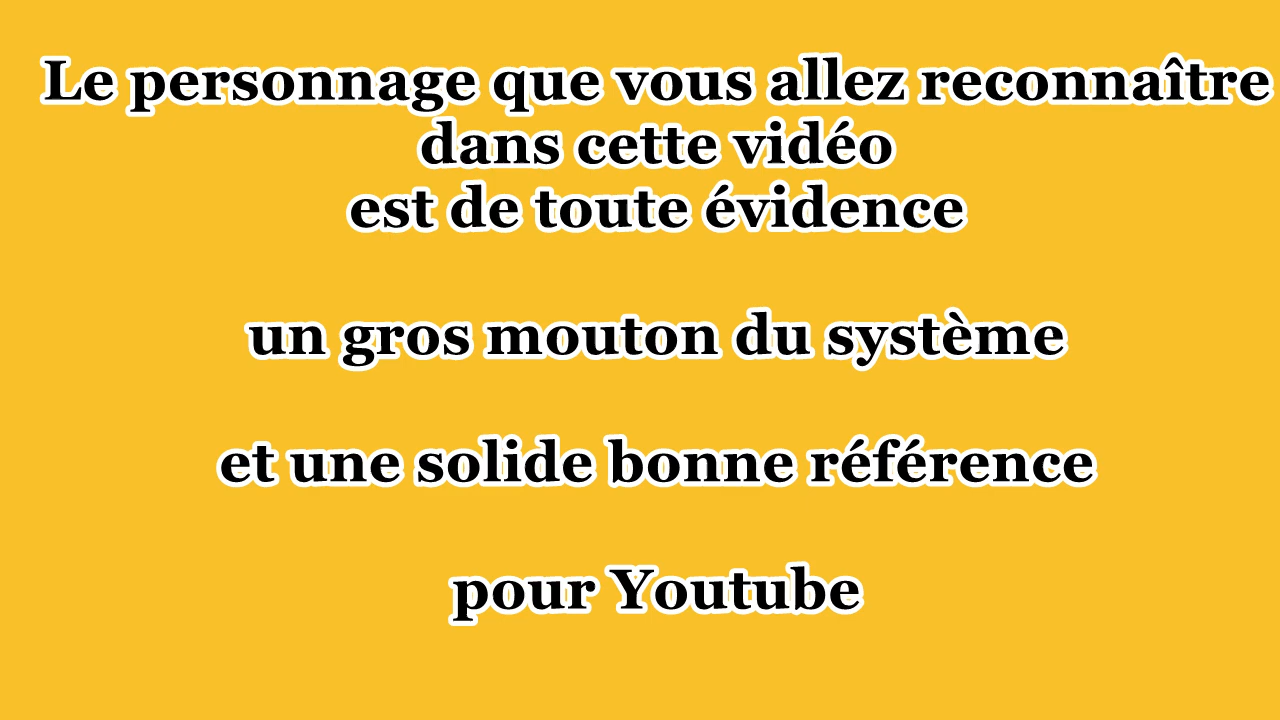 Le personnage que vous allez reconnaître
dans cette vidéo
est de toute évidence
un gros mouton du système
et une solide bonne référence
pour Youtube